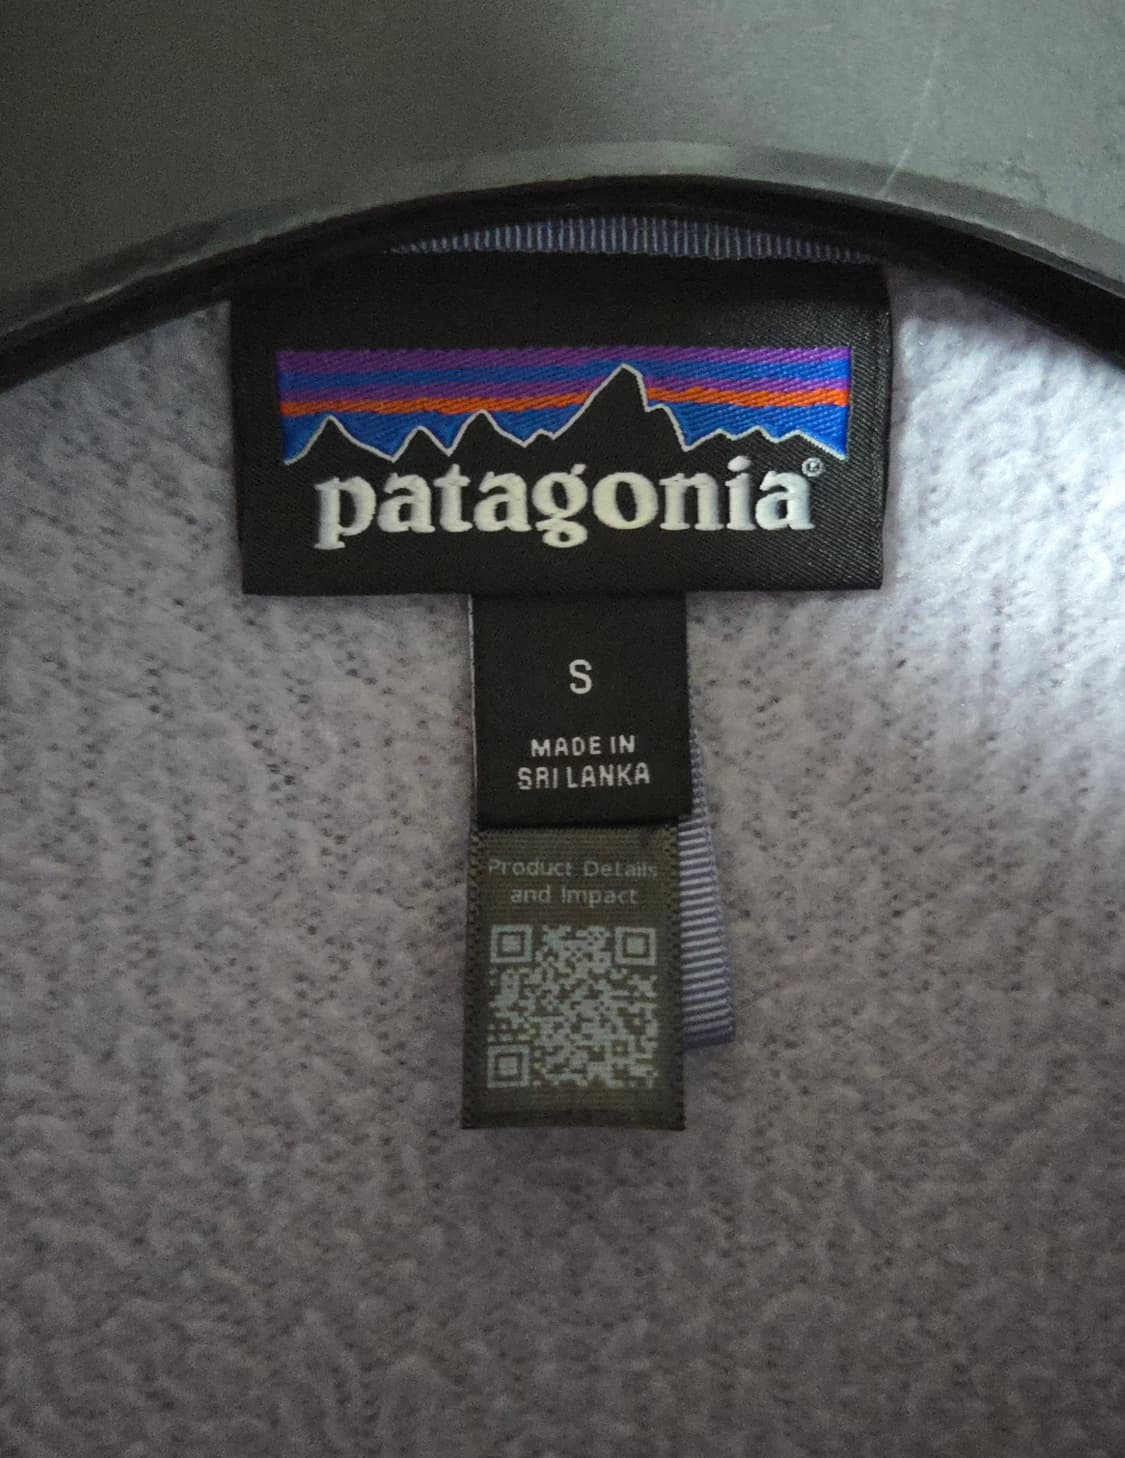 patagonia®
S
MADE IN
SRI LANKA
Product Details
and Impact